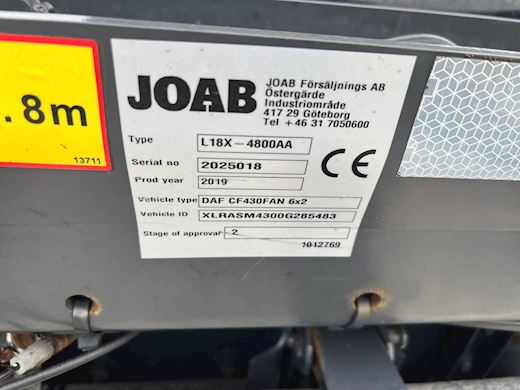 .8m
13711
JOAB
JOAB Försäljnings AB
Östergärde
Industriområde
417 29 Göteborg
Tel +46 31 7050600
Type L18X-4800AA
Serial no 2025018
CE
Prod year 2019
Vehicle type DAF CF430FAN 6x2
Vehicle ID XLRASM4300G285483
Stage of approval 2
1012769